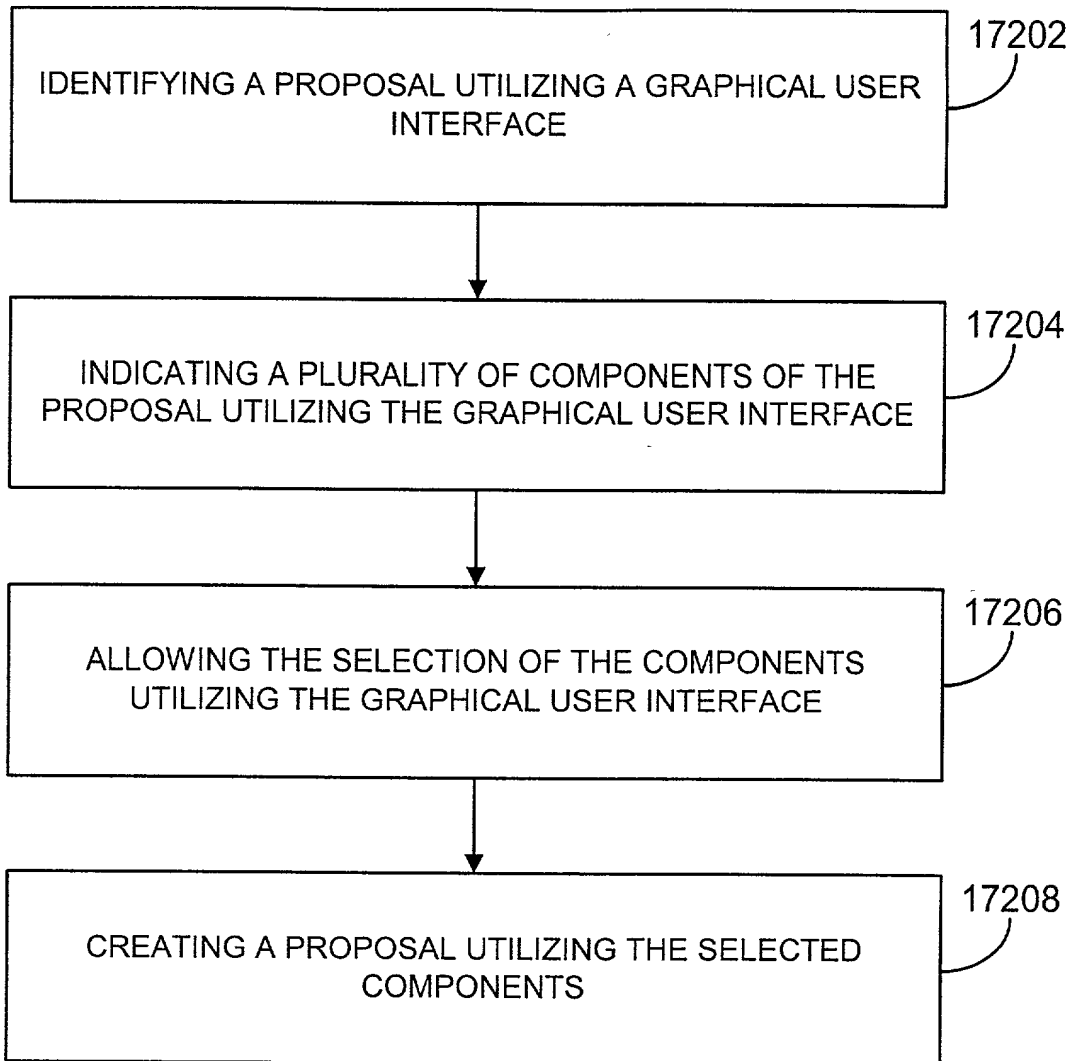 17202
IDENTIFYING A PROPOSAL UTILIZING A GRAPHICAL USER
INTERFACE
17204
INDICATING A PLURALITY OF COMPONENTS OF THE
PROPOSAL UTILIZING THE GRAPHICAL USER INTERFACE
17206
ALLOWING THE SELECTION OF THE COMPONENTS
UTILIZING THE GRAPHICAL USER INTERFACE
17208
CREATING A PROPOSAL UTILIZING THE SELECTED
COMPONENTS